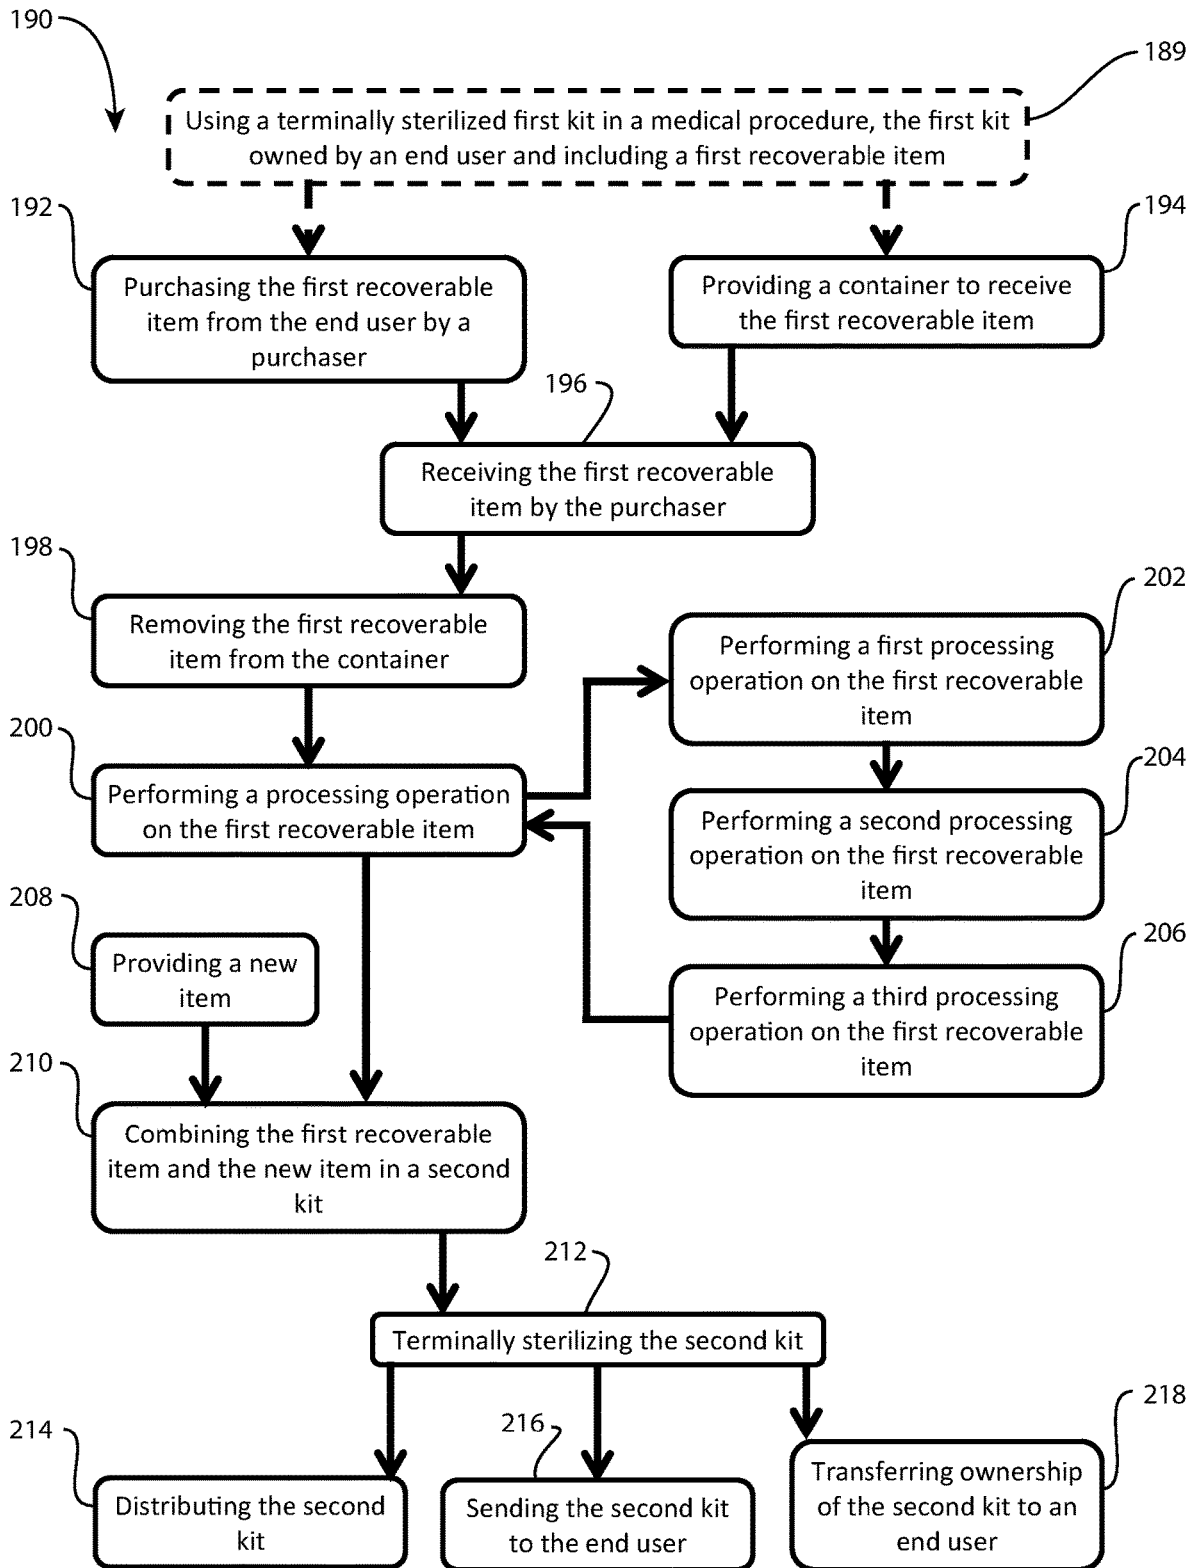 190
189
Using a terminally sterilized first kit in a medical procedure, the first kit
owned by an end user and including a first recoverable item
192
194
Purchasing the first recoverable
item from the end user by a
purchaser
Providing a container to receive
the first recoverable item
196
Receiving the first recoverable
item by the purchaser
198
Removing the first recoverable
item from the container
202
Performing a first processing
operation on the first recoverable
item
200
Performing a processing operation
on the first recoverable item
204
Performing a second processing
operation on the first recoverable
item
208
Providing a new
item
206
Performing a third processing
operation on the first recoverable
item
210
Combining the first recoverable
item and the new item in a second
kit
212
Terminally sterilizing the second kit
214
Distributing the second
kit
216
Sending the second kit
to the end user
218
Transferring ownership
of the second kit to an
end user